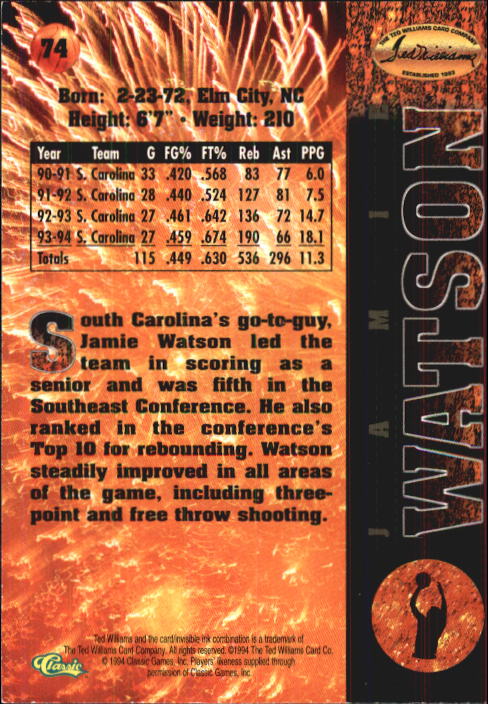 74
THE TED WILLIAMS CARD COMPANY
Ted Williams
ESTABLISHED 1993
Born: 2-23-72, Elm City, NC
Height: 6'7" • Weight: 210
Year Team G FG% FT% Reb Ast PPG
90-91 S. Carolina 33 .420 .568 83 77 6.0
91-92 S. Carolina 28 .440 .524 127 81 7.5
92-93 S. Carolina 27 .461 .642 136 72 14.7
93-94 S. Carolina 27 .459 .674 190 66 18.1
Totals 115 .449 .630 536 296 11.3
South Carolina's go-to-guy,
Jamie Watson led the
team in scoring as a
senior and was fifth in the
Southeast Conference. He also
ranked in the conference's
Top 10 for rebounding. Watson
steadily improved in all areas
of the game, including three-
point and free throw shooting.
JAMIE
WATSON
Classic
Ted Williams and the card/invisible ink combination is a trademark of
The Ted Williams Card Company. All rights reserved. ©1994 The Ted Williams Card Co.
© 1994 Classic Games, Inc. Players' likeness supplied through
permission of Classic Games, Inc.